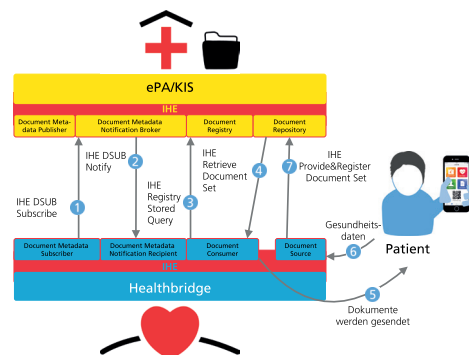 ePA/KIS
IHE
Document Meta-
data Publisher
Document Metadata
Notification Broker
Document
Registry
Document
Repository
IHE DSUB
Subscribe
1
IHE DSUB
Notify
2
IHE
Registry
Stored
Query
3
IHE
Retrieve
Document
Set
4
7
IHE
Provide&Register
Document Set
Gesundheits-
daten
6
Patient
Document Metadata
Subscriber
Document Metadata
Notification Recipient
Document
Consumer
Document
Source
IHE
Healthbridge
5
Dokumente
werden gesendet